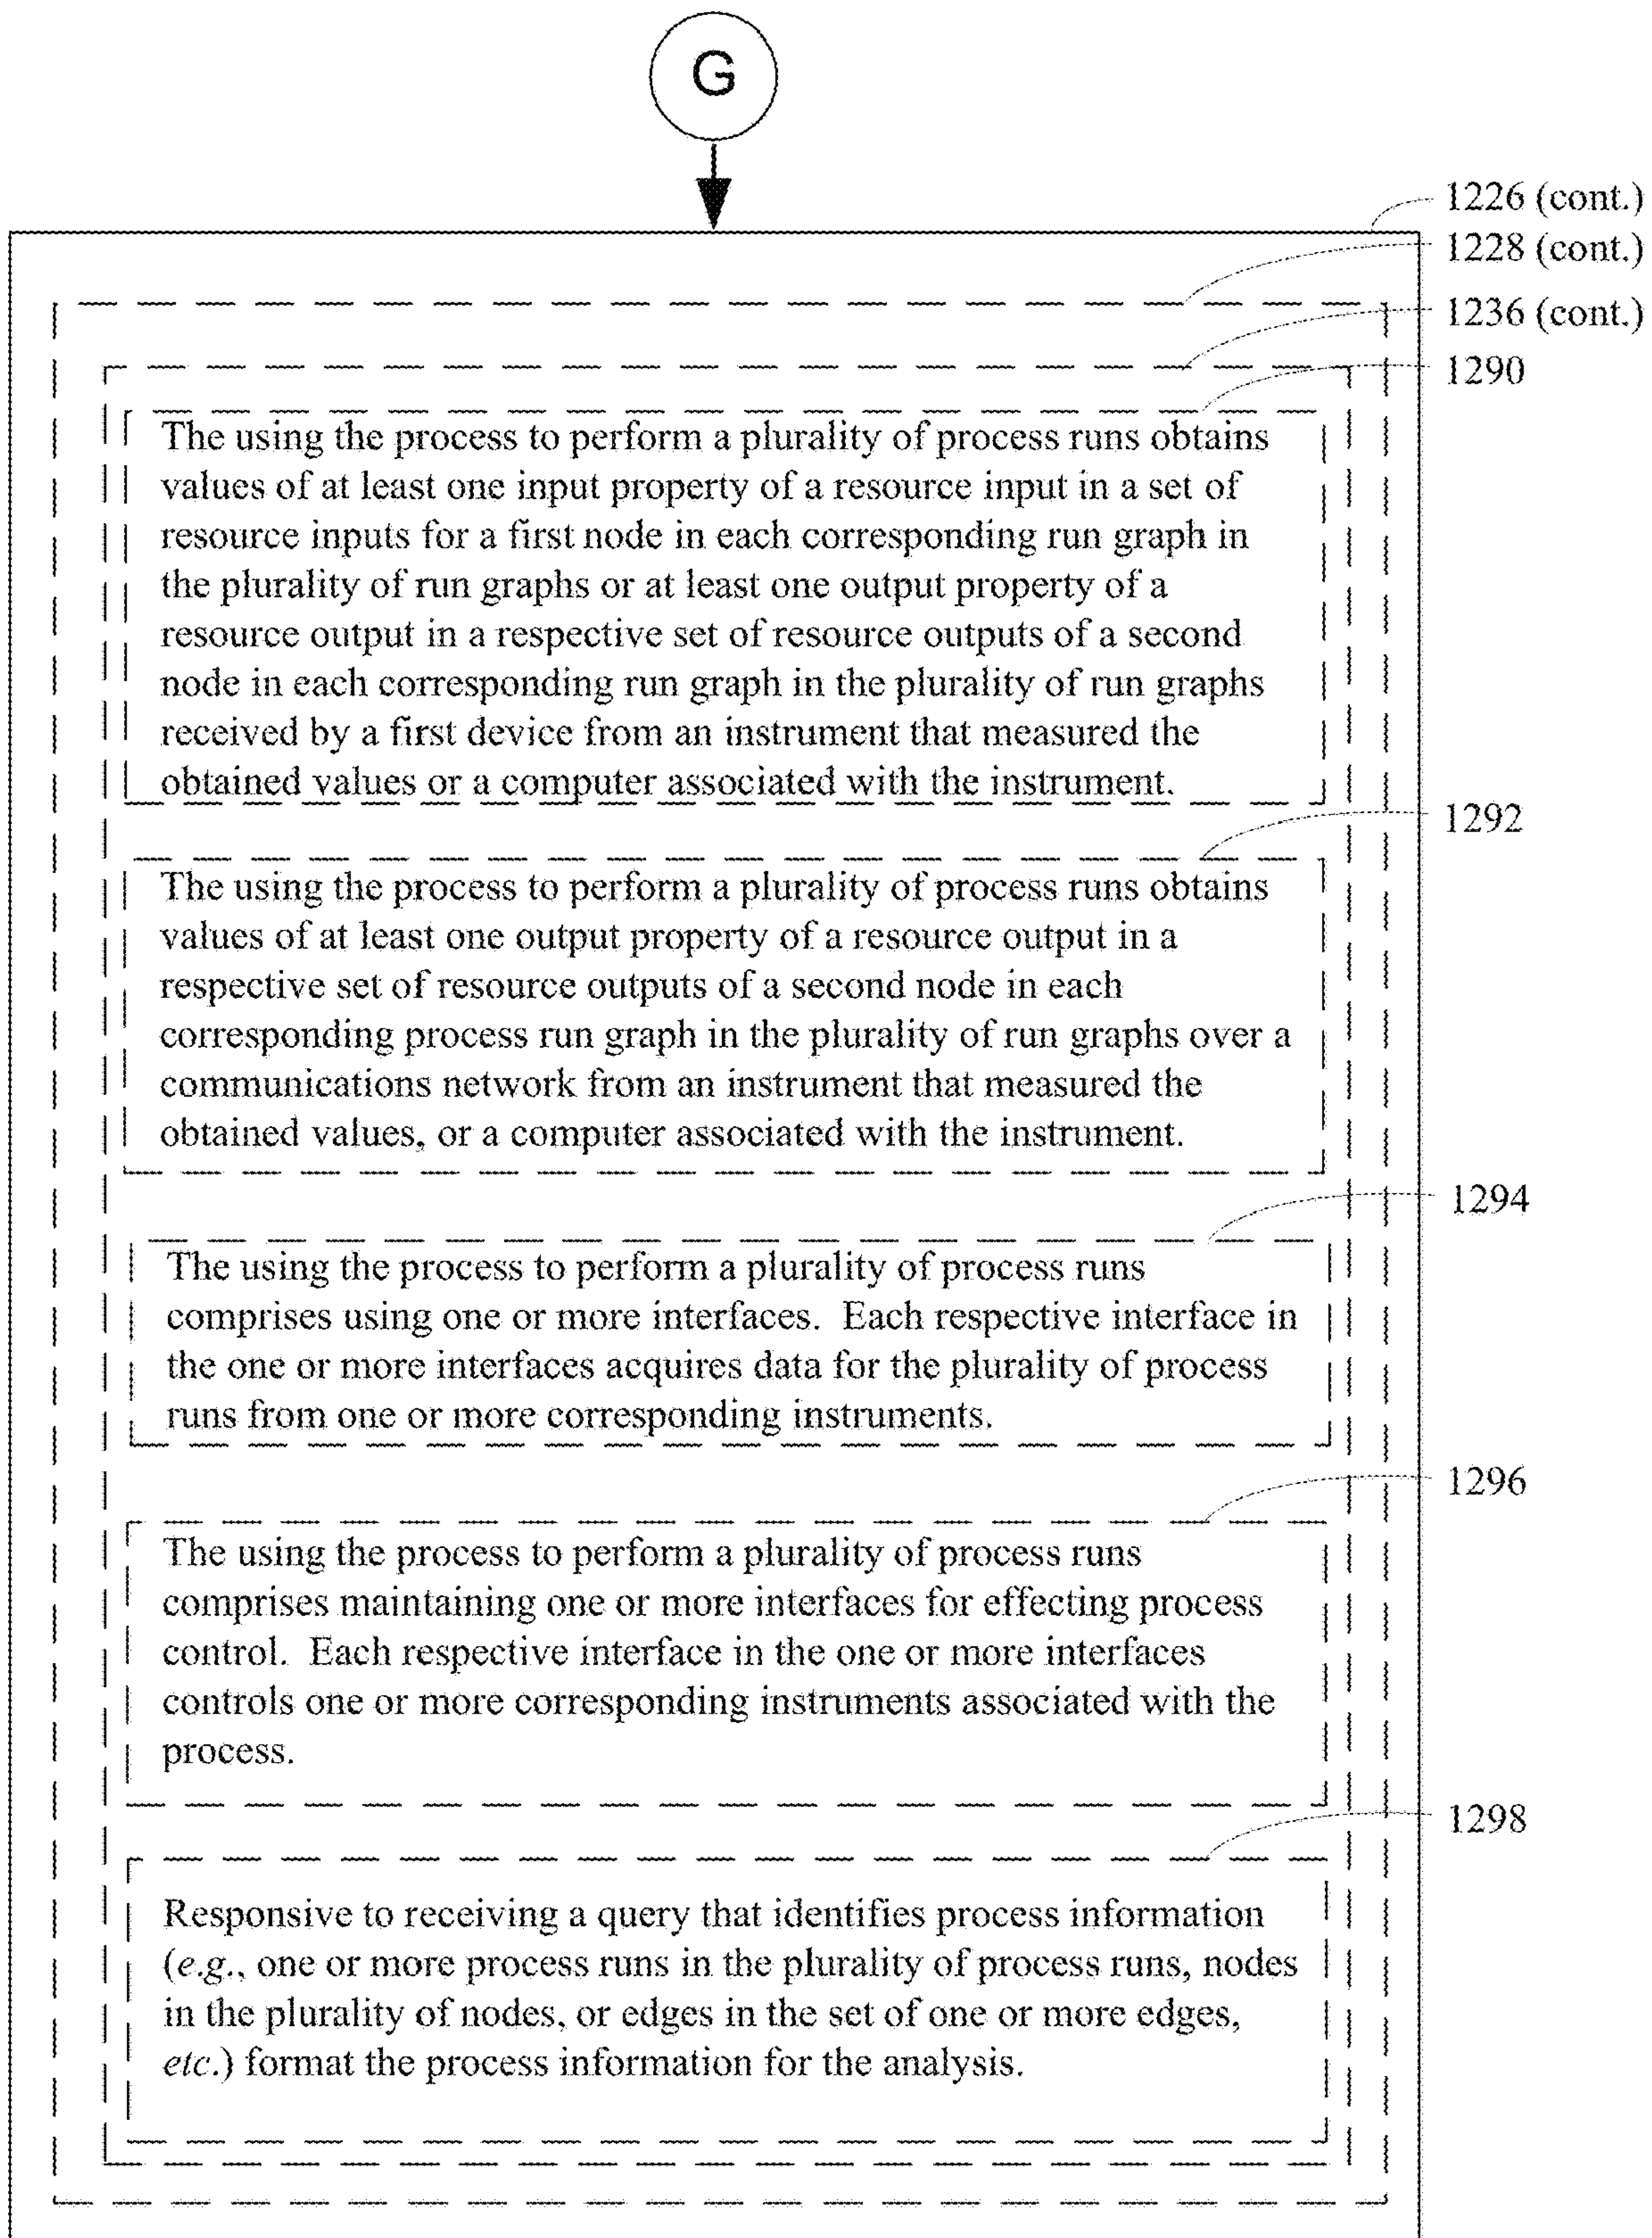 G
1226 (cont.)
1228 (cont.)
1236 (cont.)
1290
The using the process to perform a plurality of process runs obtains
values of at least one input property of a resource input in a set of
resource inputs for a first node in each corresponding run graph in
the plurality of run graphs or at least one output property of a
resource output in a respective set of resource outputs of a second
node in each corresponding run graph in the plurality of run graphs
received by a first device from an instrument that measured the
obtained values or a computer associated with the instrument.
1292
The using the process to perform a plurality of process runs obtains
values of at least one output property of a resource output in a
respective set of resource outputs of a second node in each
corresponding process run graph in the plurality of run graphs over a
communications network from an instrument that measured the
obtained values, or a computer associated with the instrument.
1294
The using the process to perform a plurality of process runs
comprises using one or more interfaces. Each respective interface in
the one or more interfaces acquires data for the plurality of process
runs from one or more corresponding instruments.
1296
The using the process to perform a plurality of process runs
comprises maintaining one or more interfaces for effecting process
control. Each respective interface in the one or more interfaces
controls one or more corresponding instruments associated with the
process.
1298
Responsive to receiving a query that identifies process information
(e.g., one or more process runs in the plurality of process runs, nodes
in the plurality of nodes, or edges in the set of one or more edges,
etc.) format the process information for the analysis.